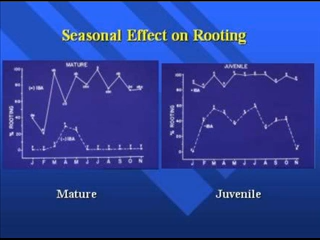 Seasonal Effect on Rooting
MATURE
% ROOTING
J F M A M J J A S O N
JUVENILE
% ROOTING
J F M A M J J A S O N
Mature
Juvenile